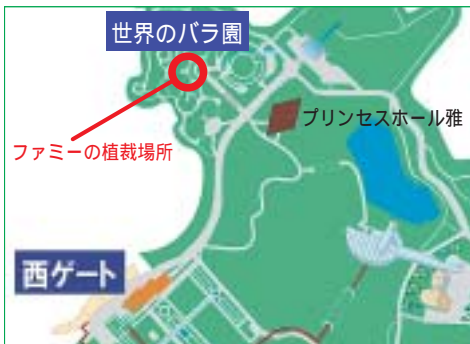 世界のバラ園
プリンセスホール雅
ファミーの植裁場所
西ゲート